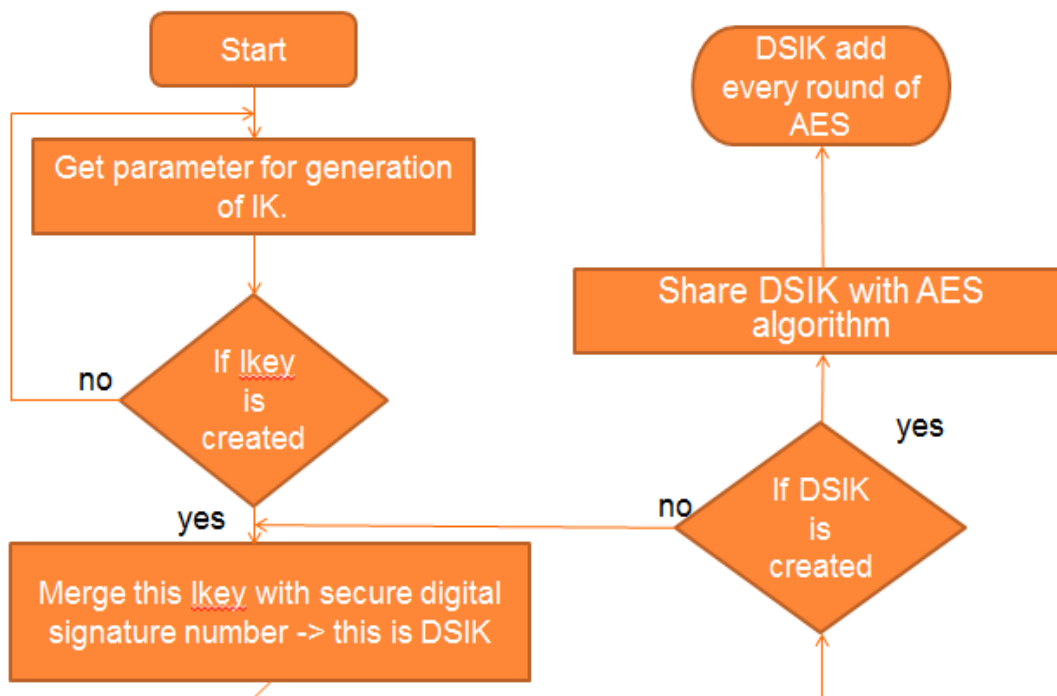 Start
Get parameter for generation
of IK.
If Ikey
is
created
no
yes
Merge this Ikey with secure digital
signature number -> this is DSIK
If DSIK
is
created
no
yes
Share DSIK with AES
algorithm
DSIK add
every round of
AES